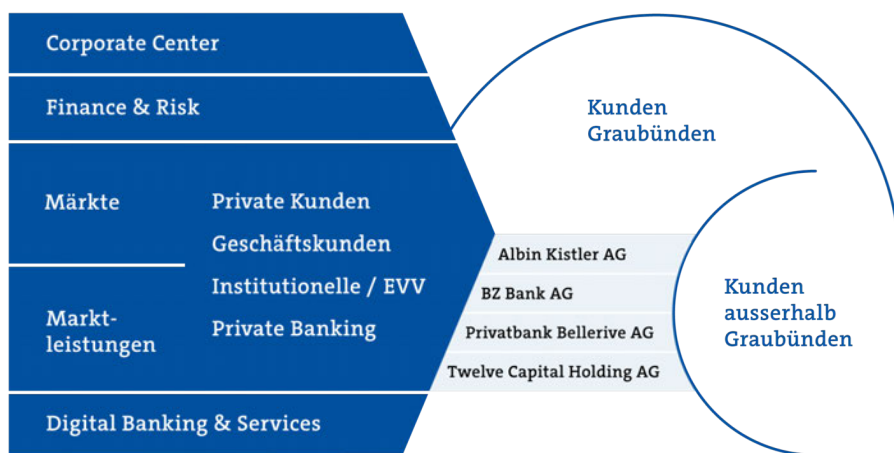 Corporate Center
Finance & Risk
Märkte
Markt-
leistungen
Private Kunden
Geschäftskunden
Institutionelle / EVV
Private Banking
Digital Banking & Services
Albin Kistler AG
BZ Bank AG
Privatbank Bellerive AG
Twelve Capital Holding AG
Kunden
Graubünden
Kunden
ausserhalb
Graubünden